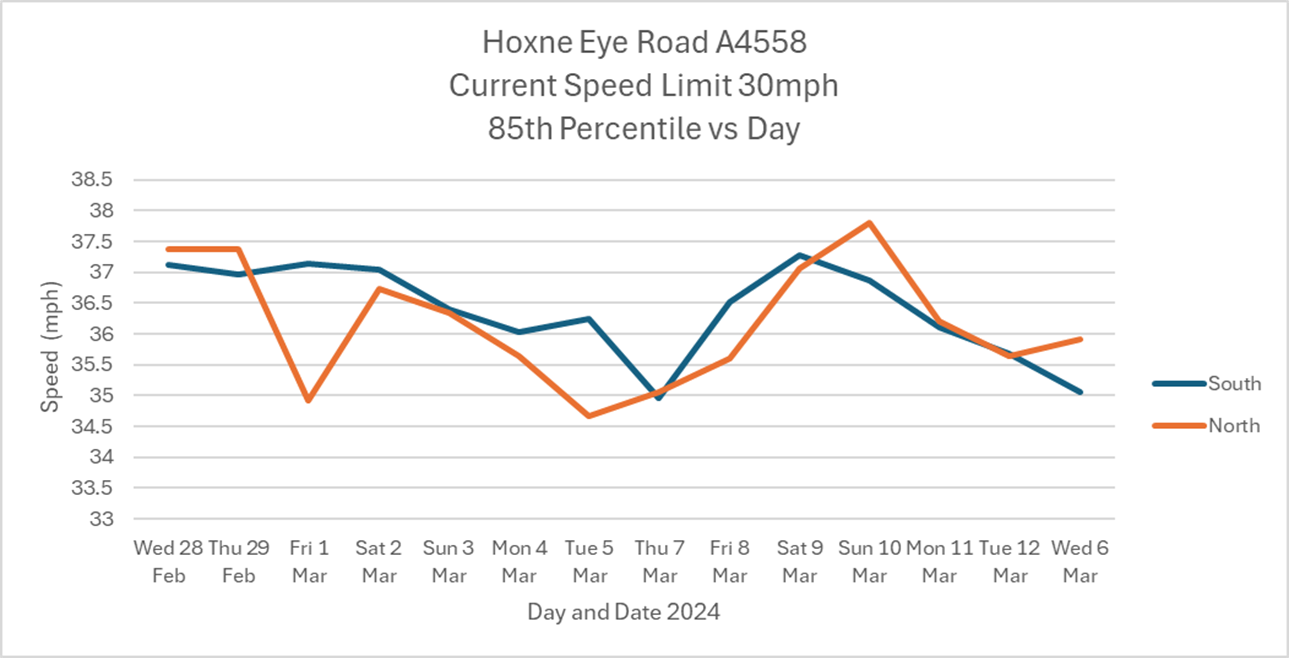 Hoxne Eye Road A4558
Current Speed Limit 30mph
85th Percentile vs Day
38.5
38
37.5
37
36.5
36
35.5
35
34.5
34
33.5
33
Speed (mph)
Wed 28 Thu 29 Fri 1 Sat 2 Sun 3 Mon 4 Tue 5 Thu 7 Fri 8 Sat 9 Sun 10 Mon 11 Tue 12 Wed 6
Feb Feb Mar Mar Mar Mar Mar Mar Mar Mar Mar Mar Mar Mar
Day and Date 2024
South
North